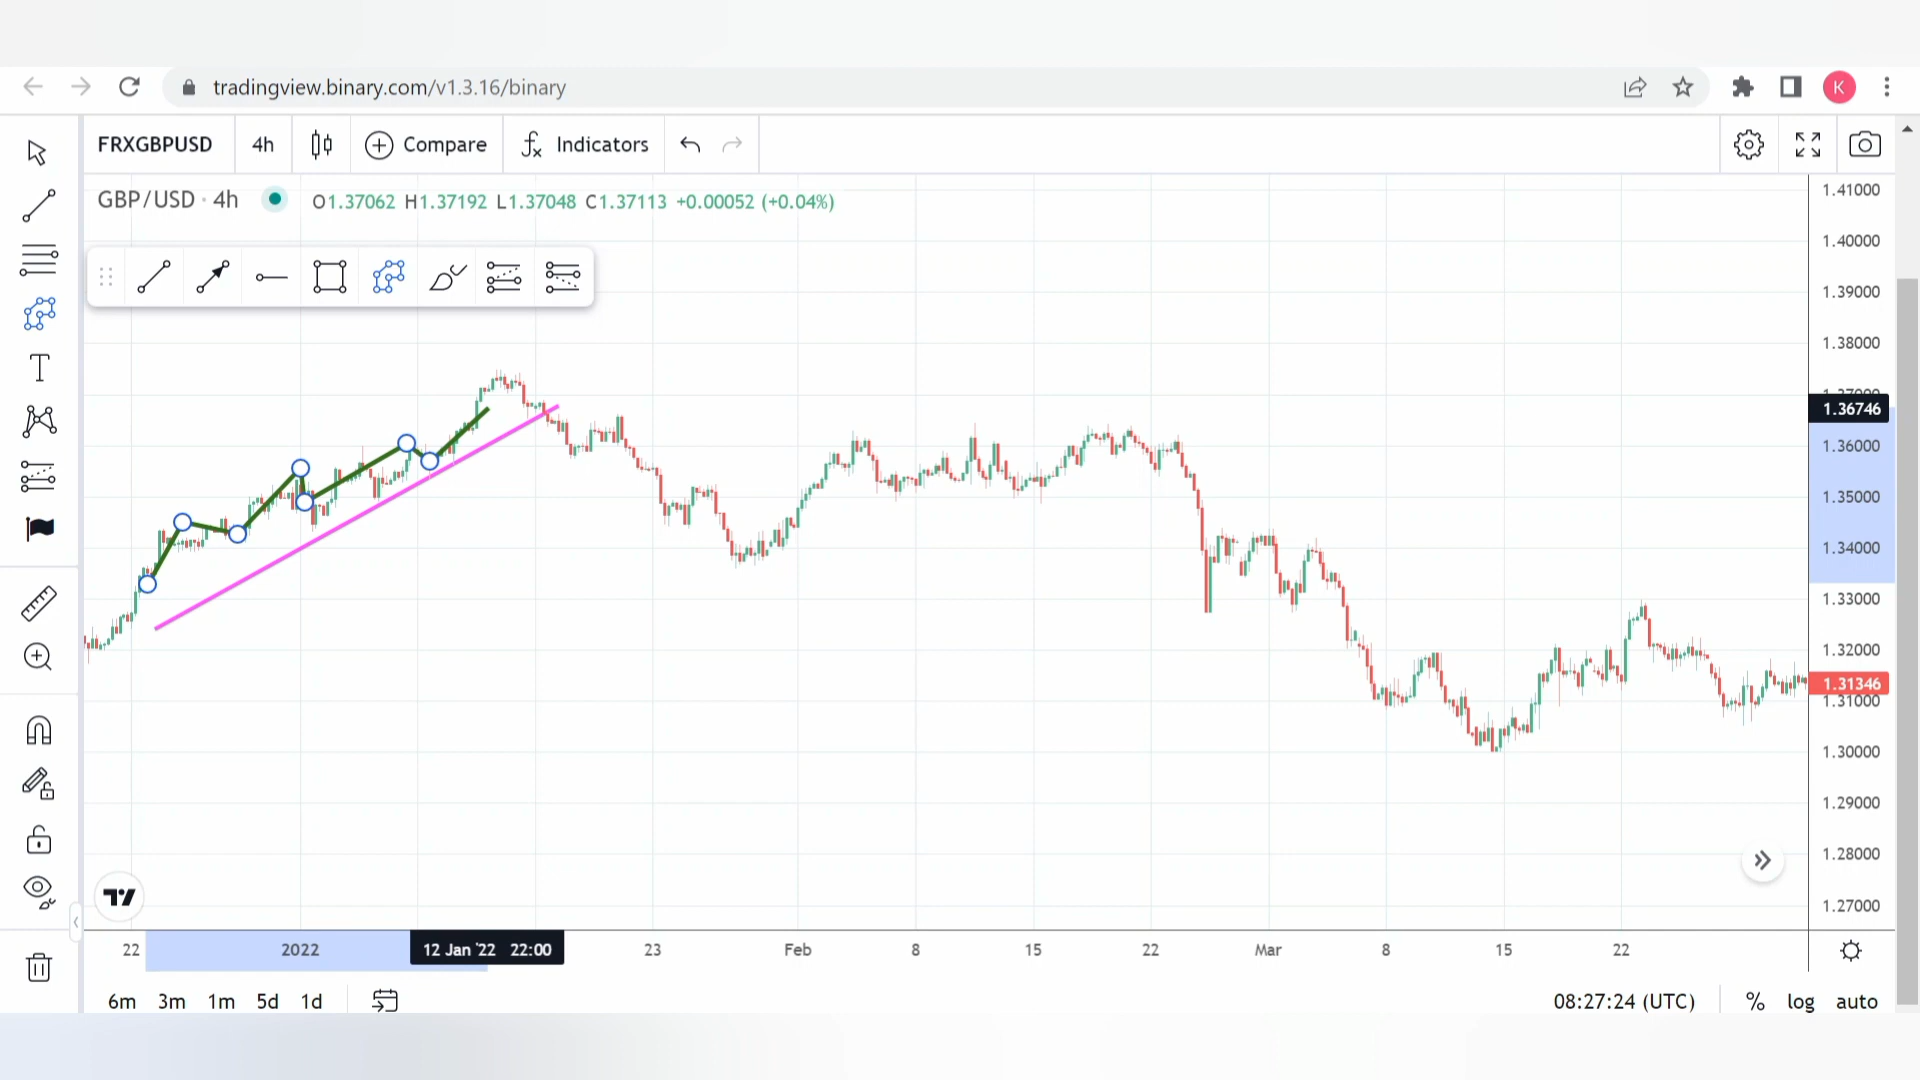 tradingview.binary.com/v1.3.16/binary
K
FRXGBPUSD 4h Compare Indicators
GBP/USD · 4h O1.37062 H1.37192 L1.37048 C1.37113 +0.00052 (+0.04%)
1.41000
1.40000
1.39000
1.38000
1.37000
1.36746
1.36000
1.35000
1.34000
1.33000
1.32000
1.31346
1.31000
1.30000
1.29000
1.28000
1.27000
22 2022 12 Jan '22 22:00 23 Feb 8 15 22 Mar 8 15 22
6m 3m 1m 5d 1d 08:27:24 (UTC) % log auto